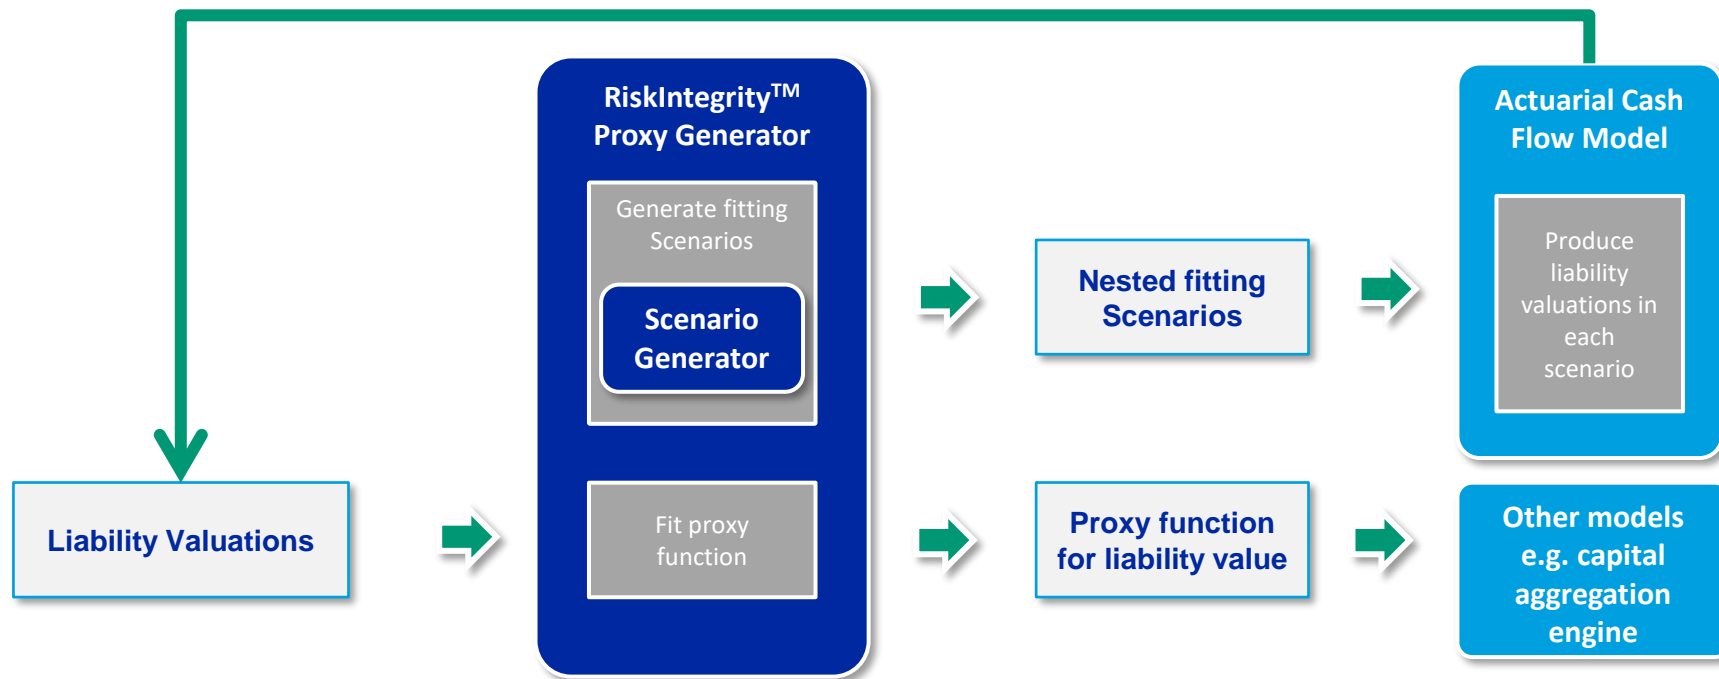 RiskIntegrity™
Proxy Generator
Generate fitting
Scenarios
Scenario
Generator
Nested fitting
Scenarios
Actuarial Cash
Flow Model
Produce
liability
valuations in
each
scenario
Liability Valuations
Fit proxy
function
Proxy function
for liability value
Other models
e.g. capital
aggregation
engine